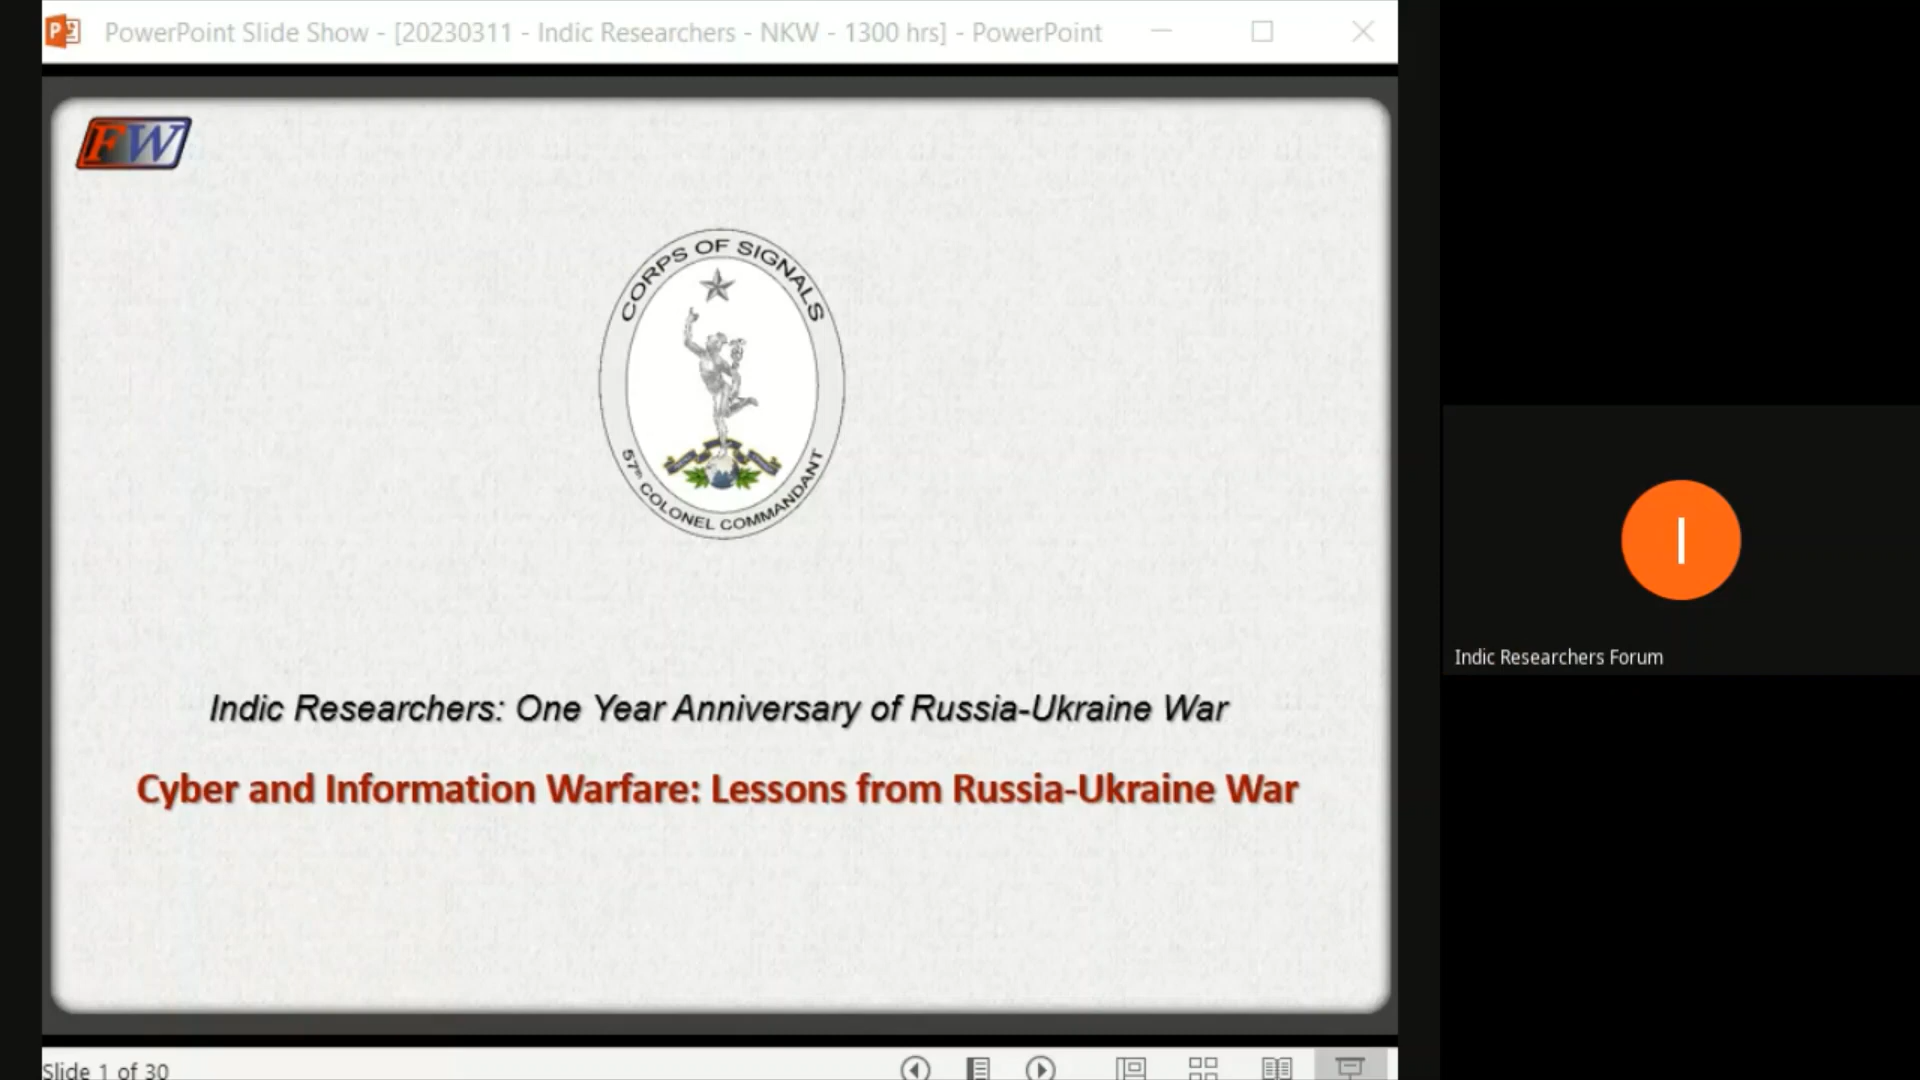 PowerPoint Slide Show - [20230311 - Indic Researchers - NKW - 1300 hrs] - PowerPoint
FW
CORPS OF SIGNALS
57th COLONEL COMMANDANT
Indic Researchers: One Year Anniversary of Russia-Ukraine War
Cyber and Information Warfare: Lessons from Russia-Ukraine War
I
Indic Researchers Forum
Slide 1 of 30